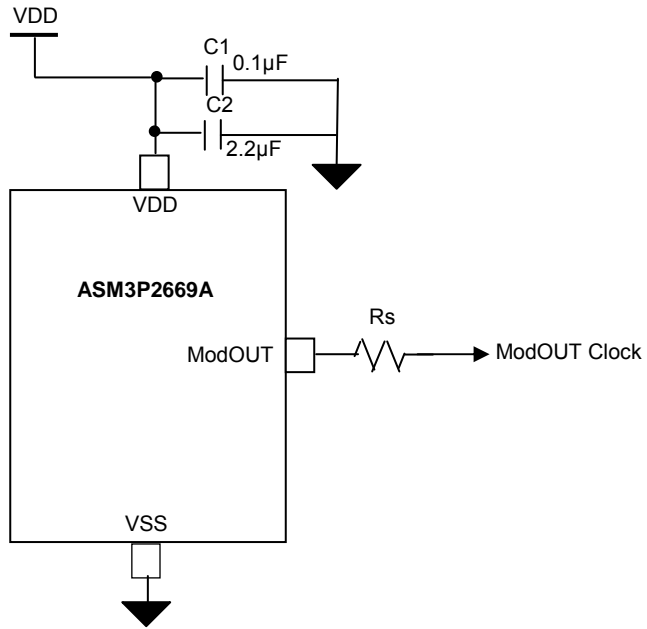 VDD
C1
0.1µF
C2
2.2µF
VDD
ASM3P2669A
Rs
ModOUT
ModOUT Clock
VSS